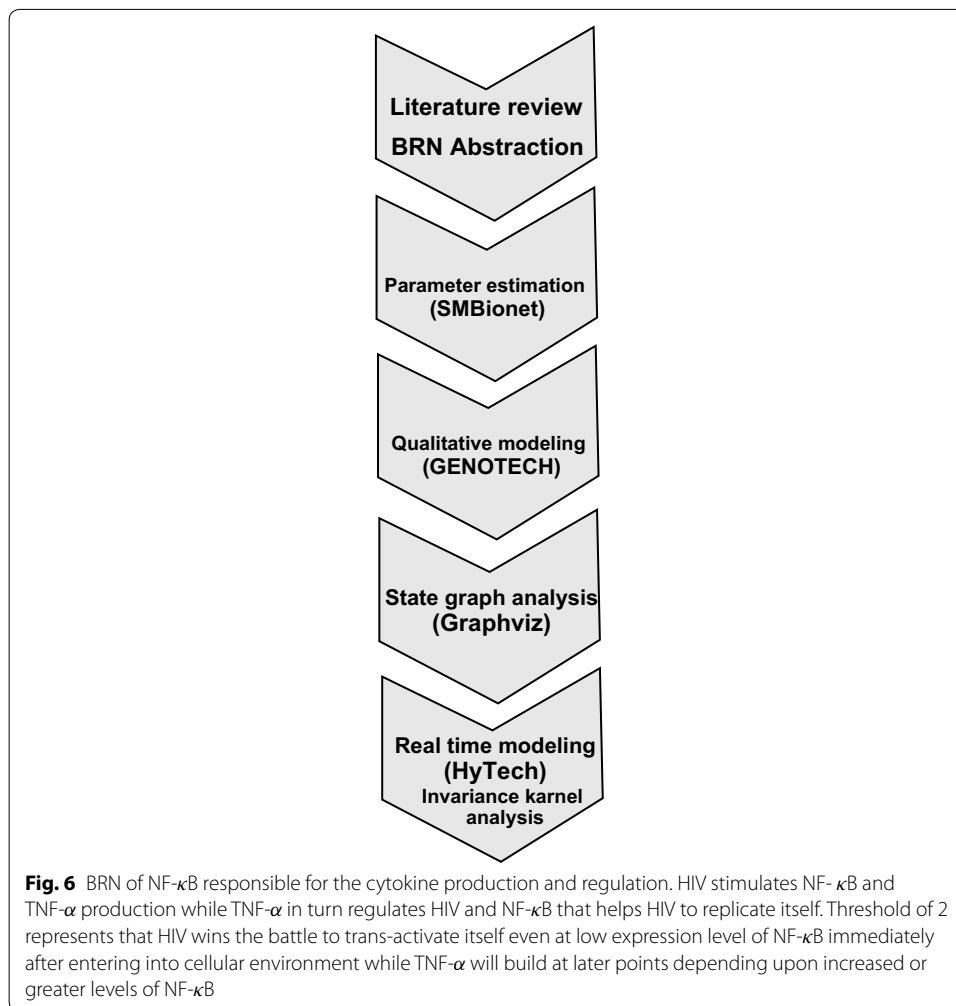 Literature review
BRN Abstraction
Parameter estimation
(SMBionet)
Qualitative modeling
(GENOTECH)
State graph analysis
(Graphviz)
Real time modeling
(HyTech)
Invariance karnel
analysis
Fig. 6 BRN of NF-κB responsible for the cytokine production and regulation. HIV stimulates NF- κB and
TNF-α production while TNF-α in turn regulates HIV and NF-κB that helps HIV to replicate itself. Threshold of 2
represents that HIV wins the battle to trans-activate itself even at low expression level of NF-κB immediately
after entering into cellular environment while TNF-α will build at later points depending upon increased or
greater levels of NF-κB